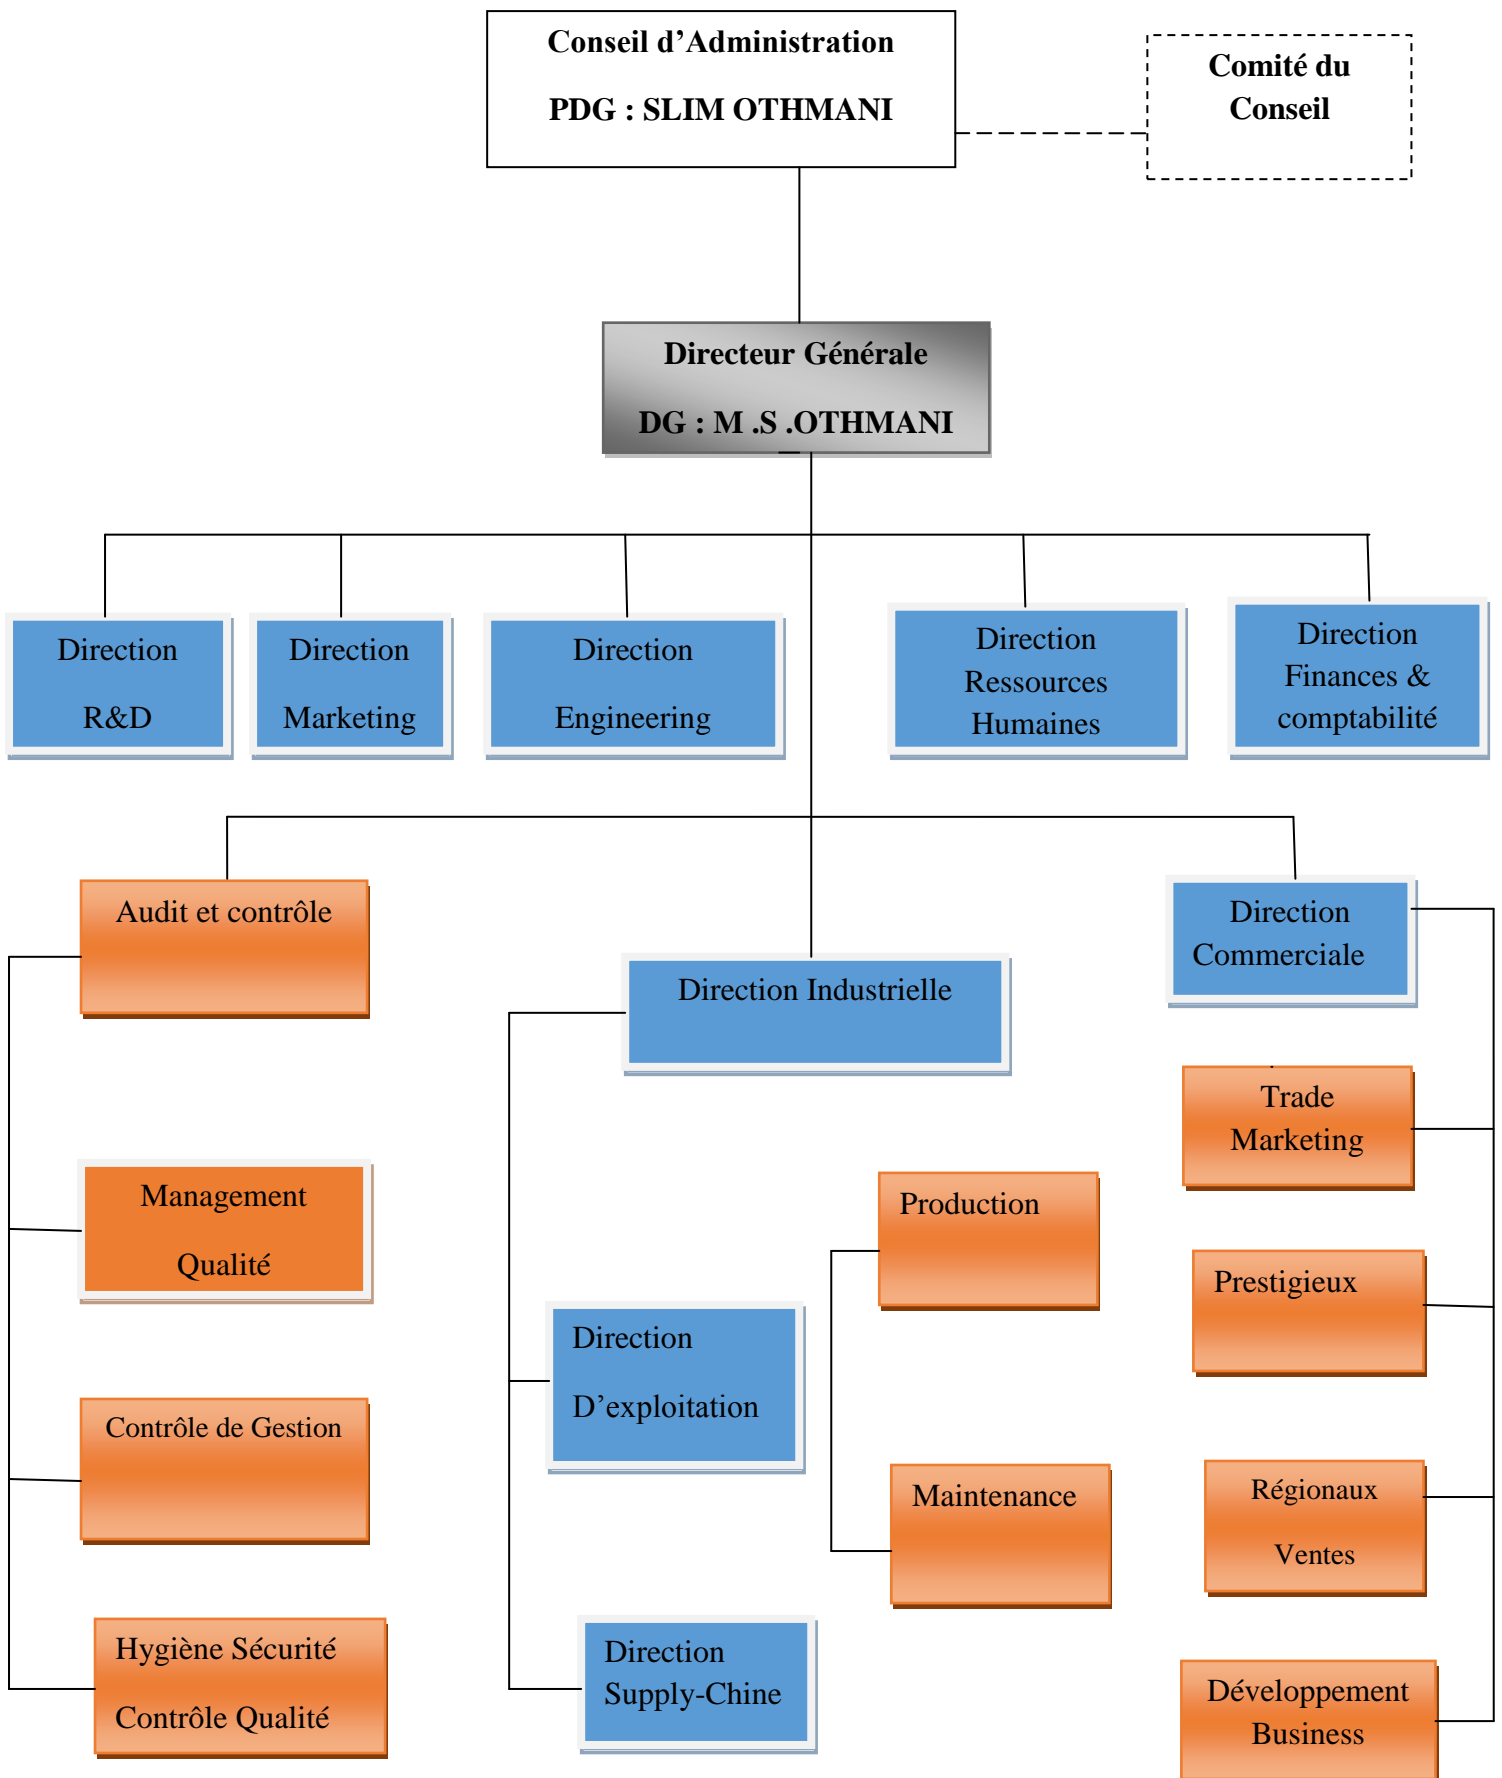 Conseil d’Administration
PDG : SLIM OTHMANI
Comité du
Conseil
Directeur Générale
DG : M .S .OTHMANI
Direction
R&D
Direction
Marketing
Direction
Engineering
Direction
Ressources
Humaines
Direction
Finances &
comptabilité
Audit et contrôle
Direction Industrielle
Direction
Commerciale
Trade
Marketing
Management
Qualité
Production
Prestigieux
Direction
D’exploitation
Contrôle de Gestion
Maintenance
Régionaux
Ventes
Hygiène Sécurité
Contrôle Qualité
Direction
Supply-Chine
Développement
Business